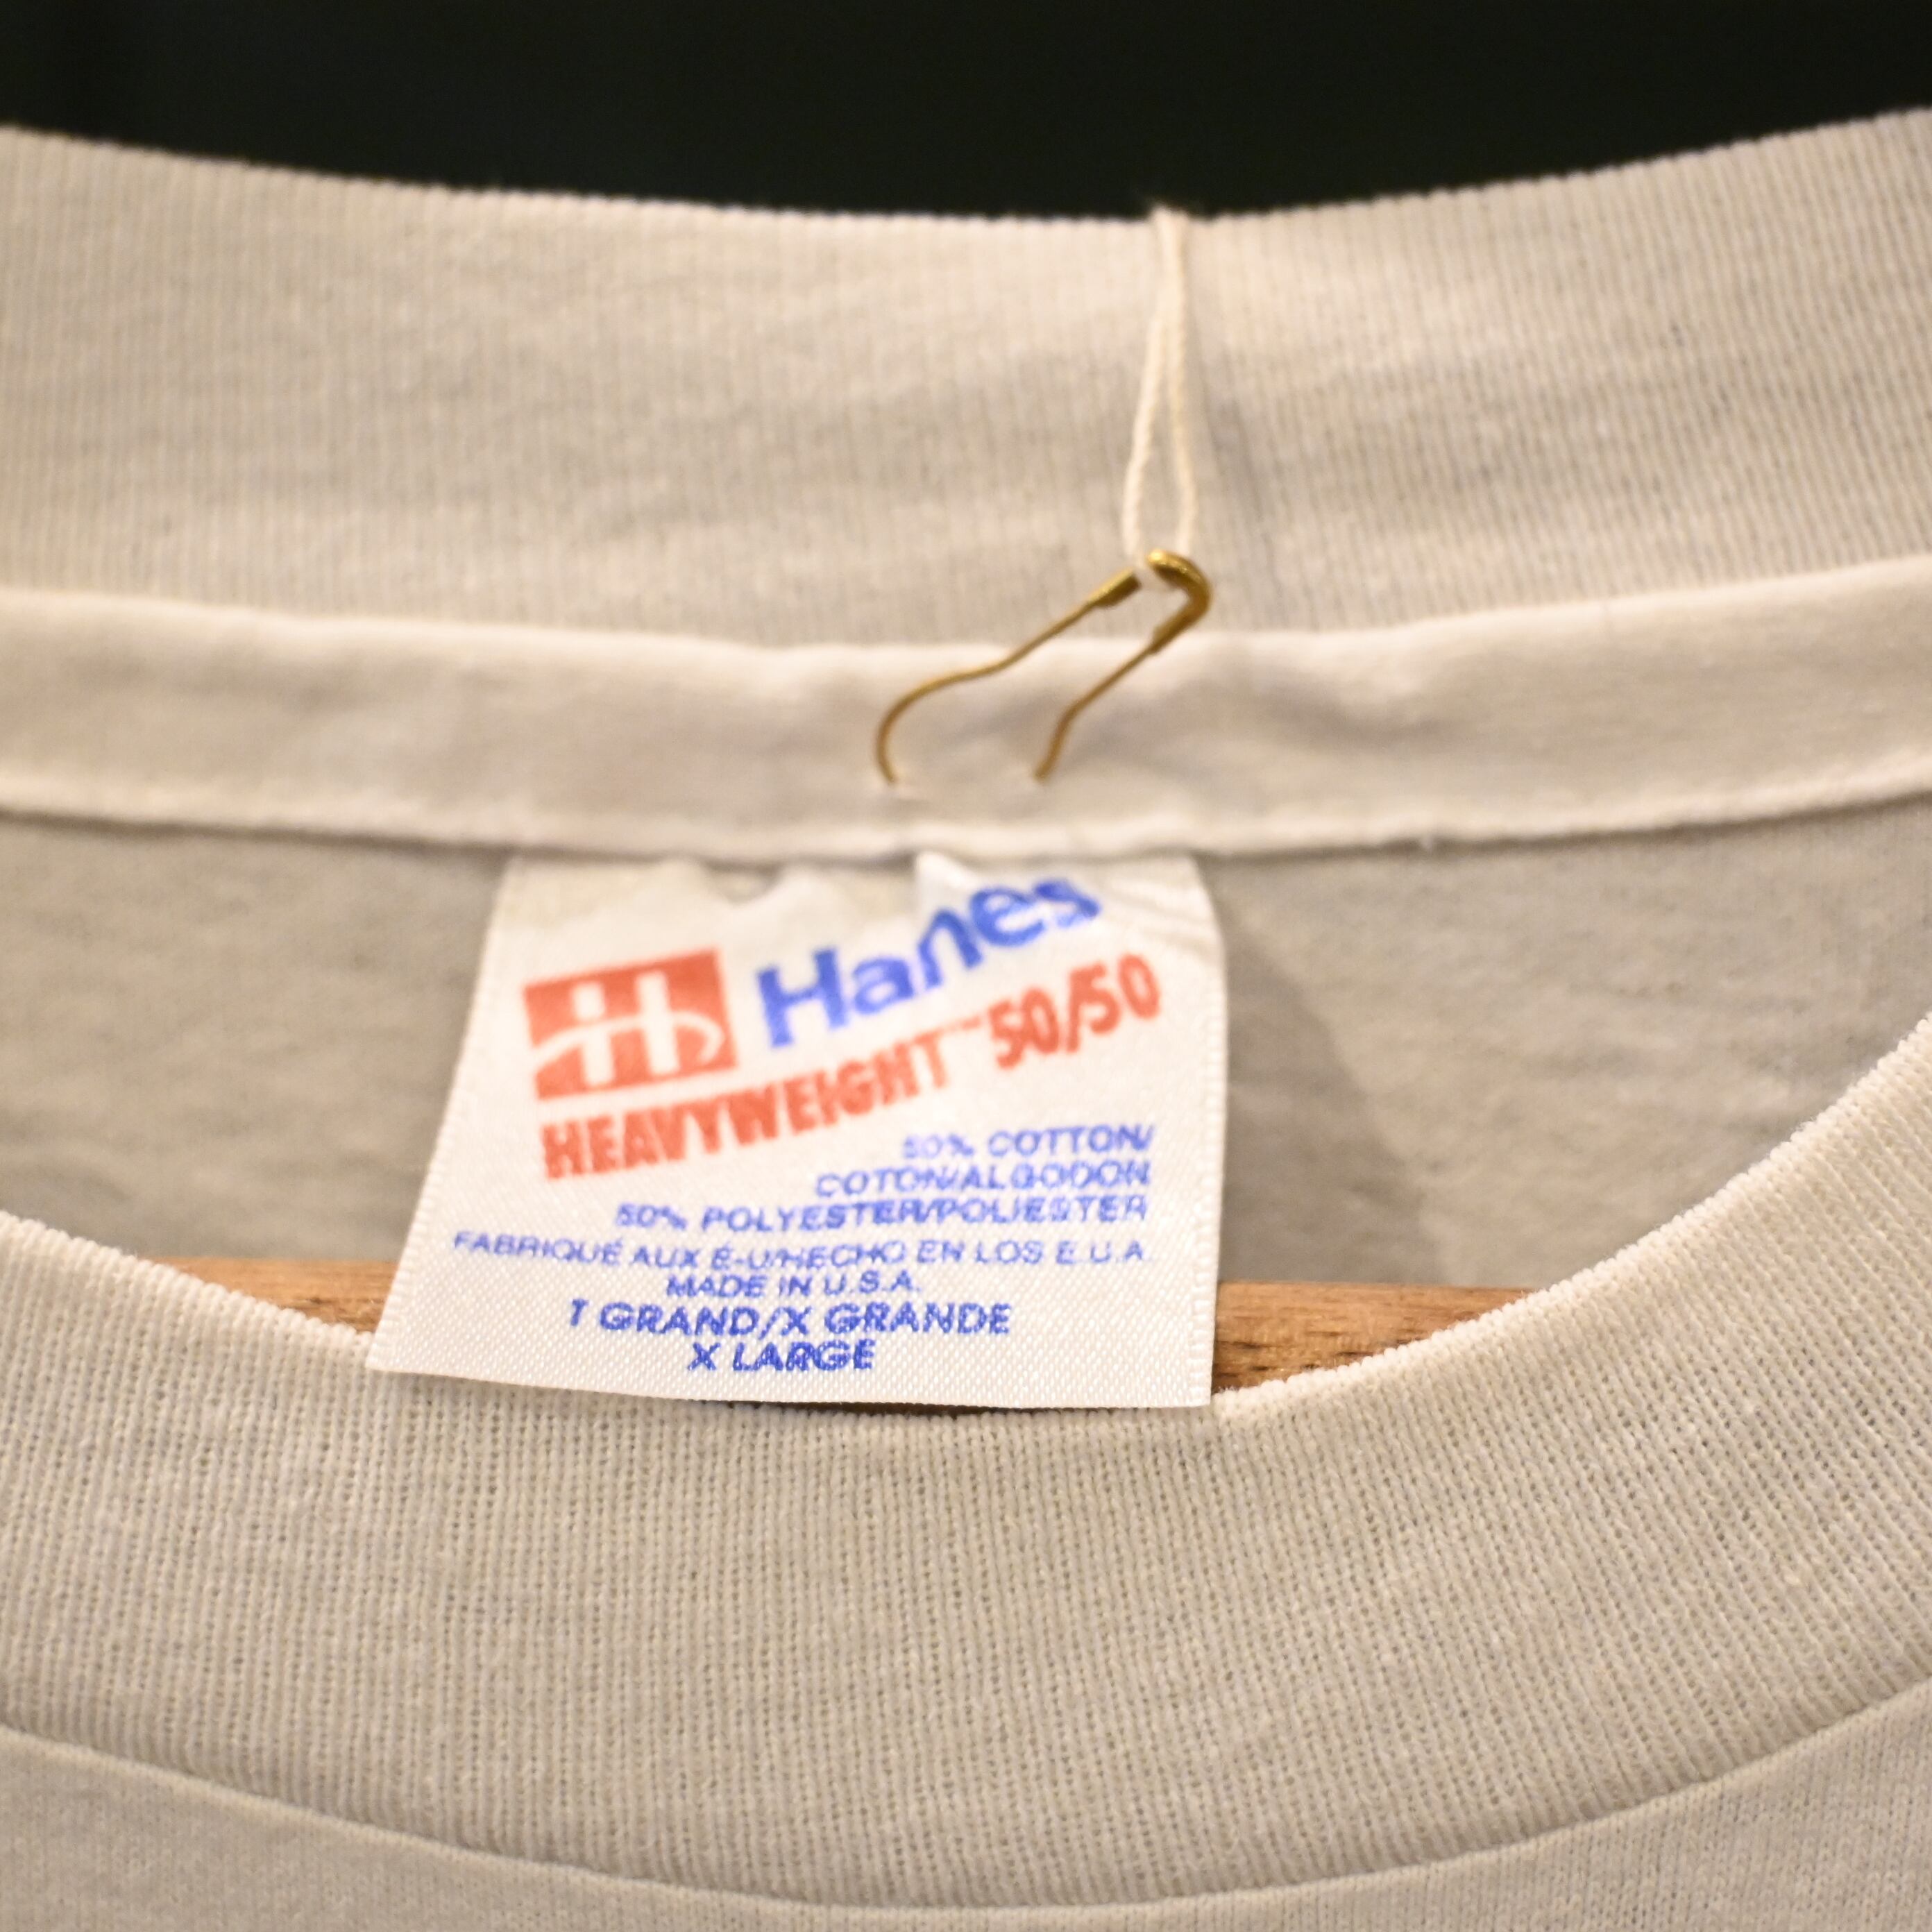 H Hanes
HEAVYWEIGHT™ 50/50
50% COTTON/
COTON/ALGODON
50% POLYESTER/POLIESTER
FABRIQUÉ AUX É-U/HECHO EN LOS E.U.A.
MADE IN U.S.A.
T GRAND/X GRANDE
X LARGE